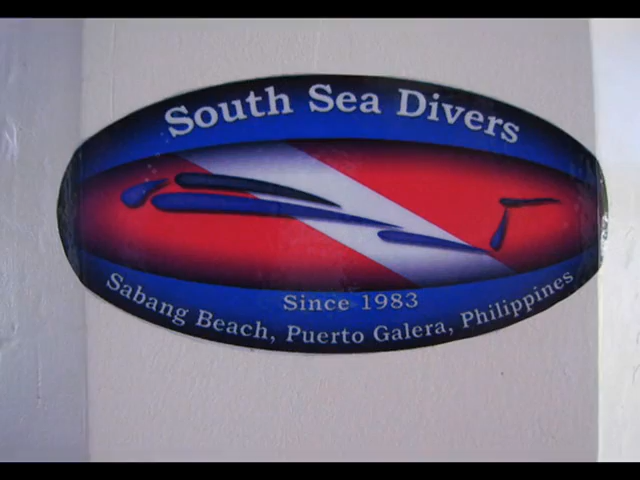 South Sea Divers
Since 1983
Sabang Beach, Puerto Galera, Philippines